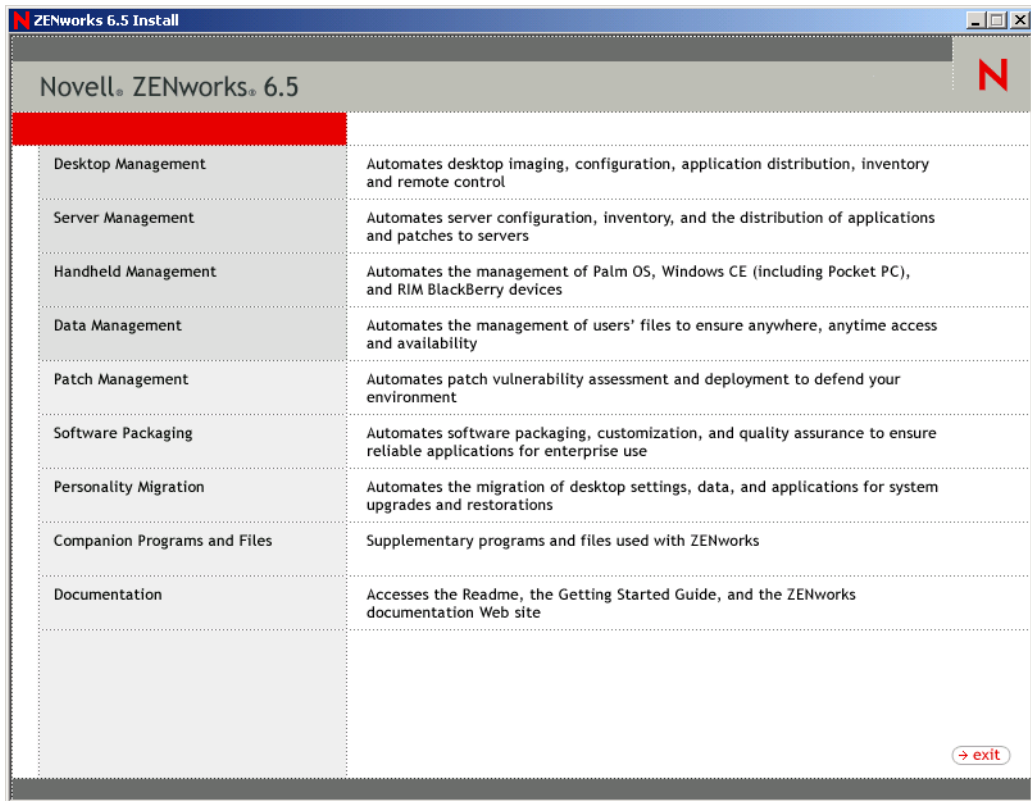 ZENworks 6.5 Install
Novell® ZENworks® 6.5
N
Desktop Management
Automates desktop imaging, configuration, application distribution, inventory
and remote control
Server Management
Automates server configuration, inventory, and the distribution of applications
and patches to servers
Handheld Management
Automates the management of Palm OS, Windows CE (including Pocket PC),
and RIM BlackBerry devices
Data Management
Automates the management of users’ files to ensure anywhere, anytime access
and availability
Patch Management
Automates patch vulnerability assessment and deployment to defend your
environment
Software Packaging
Automates software packaging, customization, and quality assurance to ensure
reliable applications for enterprise use
Personality Migration
Automates the migration of desktop settings, data, and applications for system
upgrades and restorations
Companion Programs and Files
Supplementary programs and files used with ZENworks
Documentation
Accesses the Readme, the Getting Started Guide, and the ZENworks
documentation Web site
→ exit